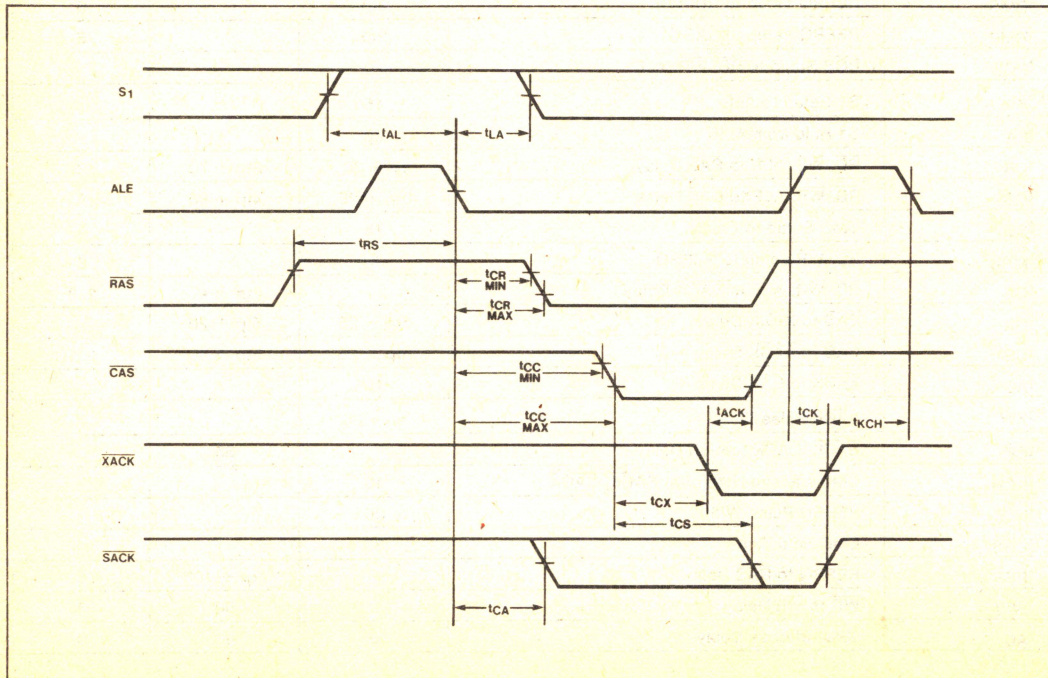 S1
tAL
tLA
ALE
tRS
RAS
tCR
MIN
tCR
MAX
CAS
tCC
MIN
tCC
MAX
tACK
tCK
tKCH
XACK
tCX
tCS
SACK
tCA